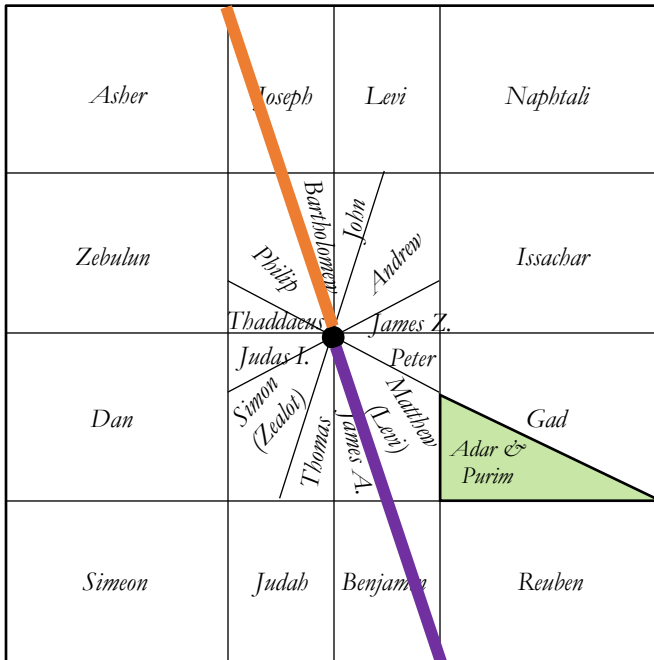 Asher
Joseph
Levi
Naphtali
Zebulun
Philip
Bartholomew
John
Andrew
Issachar
Thaddaeus
James Z.
Judas I.
Peter
Dan
Simon
(Zealot)
Thomas
James A.
Matthew
(Levi)
Gad
Adar &
Purim
Simeon
Judah
Benjamin
Reuben